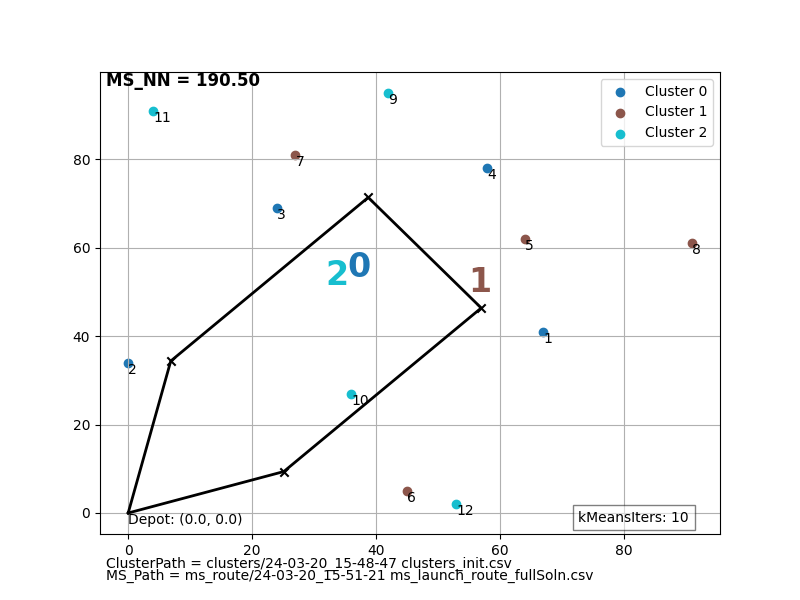 MS_NN = 190.50
Cluster 0
Cluster 1
Cluster 2
9
11
7
4
80
3
5
8
60
2 0
1
40
1
2
10
20
6
12
0
Depot: (0.0, 0.0)
kMeansIters: 10
0 20 40 60 80
ClusterPath = clusters/24-03-20_15-48-47 clusters_init.csv
MS_Path = ms_route/24-03-20_15-51-21 ms_launch_route_fullSoln.csv